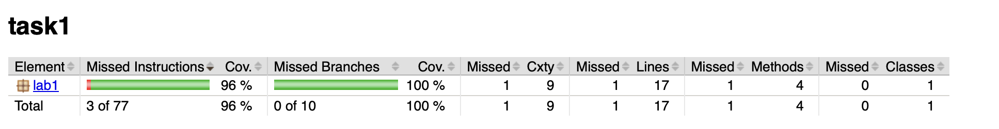 task1
Element Missed Instructions Cov. Missed Branches Cov. Missed Cxty Missed Lines Missed Methods Missed Classes
lab1 96 % 100 % 1 9 1 17 1 4 0 1
Total 3 of 77 96 % 0 of 10 100 % 1 9 1 17 1 4 0 1